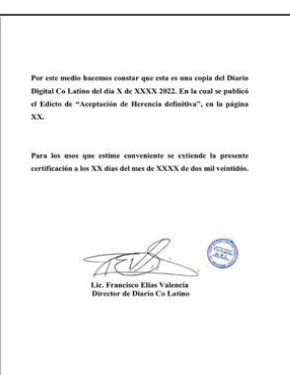 Por este medio hacemos constar que esta es una copia del Diario
Digital Co Latino del día X de XXXX 2022. En la cual se publicó
el Edicto de “Aceptación de Herencia definitiva”, en la página
XX.
Para los usos que estime conveniente se extiende la presente
certificación a los XX días del mes de XXXX de dos mil veintidós.
Lic. Francisco Elías Valencia
Director de Diario Co Latino